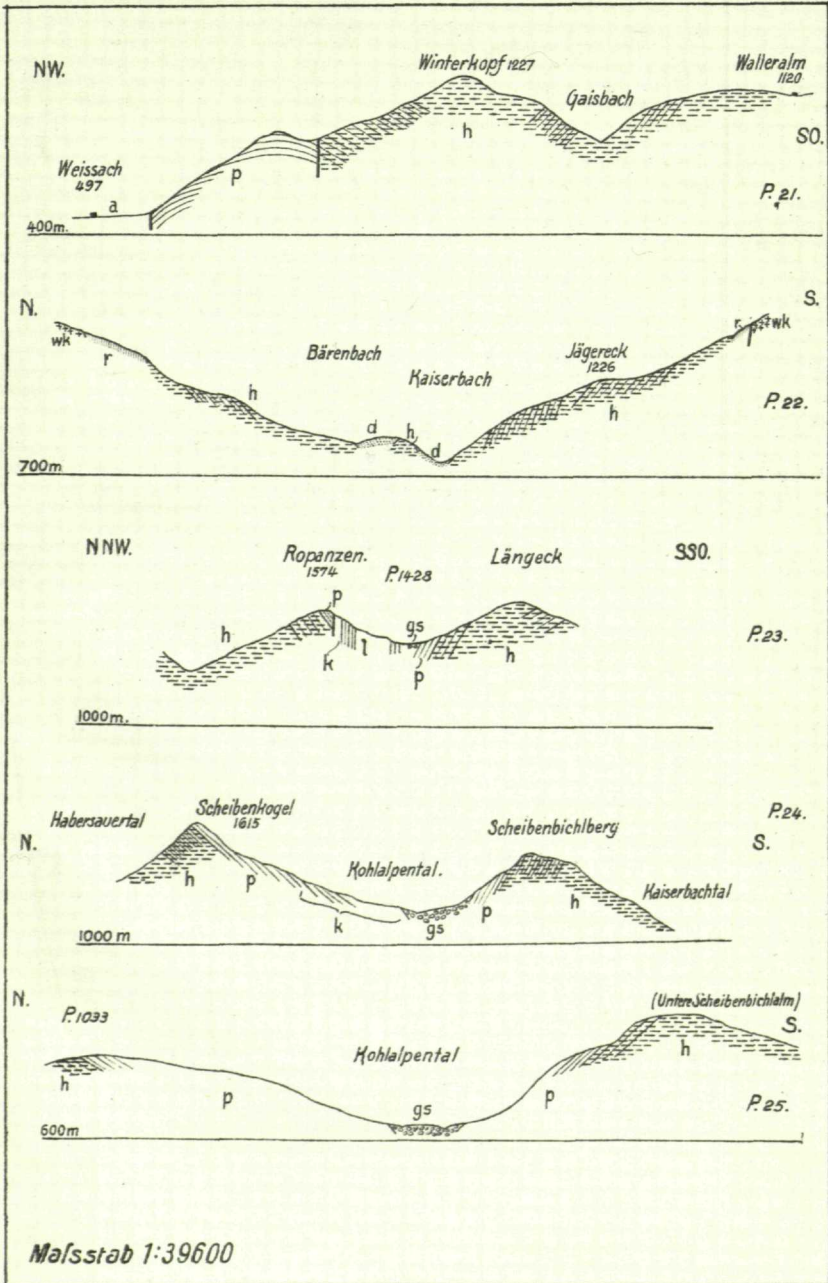 NW.
Winterkopf 1227
Walleralm
1120
Gaisbach
h
SO.
Weissach
497
a
p
P. 21.
400m.
N.
S.
wk
r
h
Bärenbach
Kaiserbach
Jägereck
1226
r.
wk
d
h
d
h
P. 22.
700m
NNW.
Ropanzen.
1574
P.1428
Längeck
SSO.
h
p
k
l
gs
p
h
P.23.
1000m.
Habersauertal
Scheibenkogel
1615
P.24.
Scheibenbichlberg
N.
S.
h
p
Kohlalpental.
k
gs
p
h
Kaiserbachtal
1000 m
N.
P.1033
(Untere Scheibenbichlalm)
S.
Kohlalpental
h
h
p
gs
p
P.25.
600m
Maſsstab 1:39600